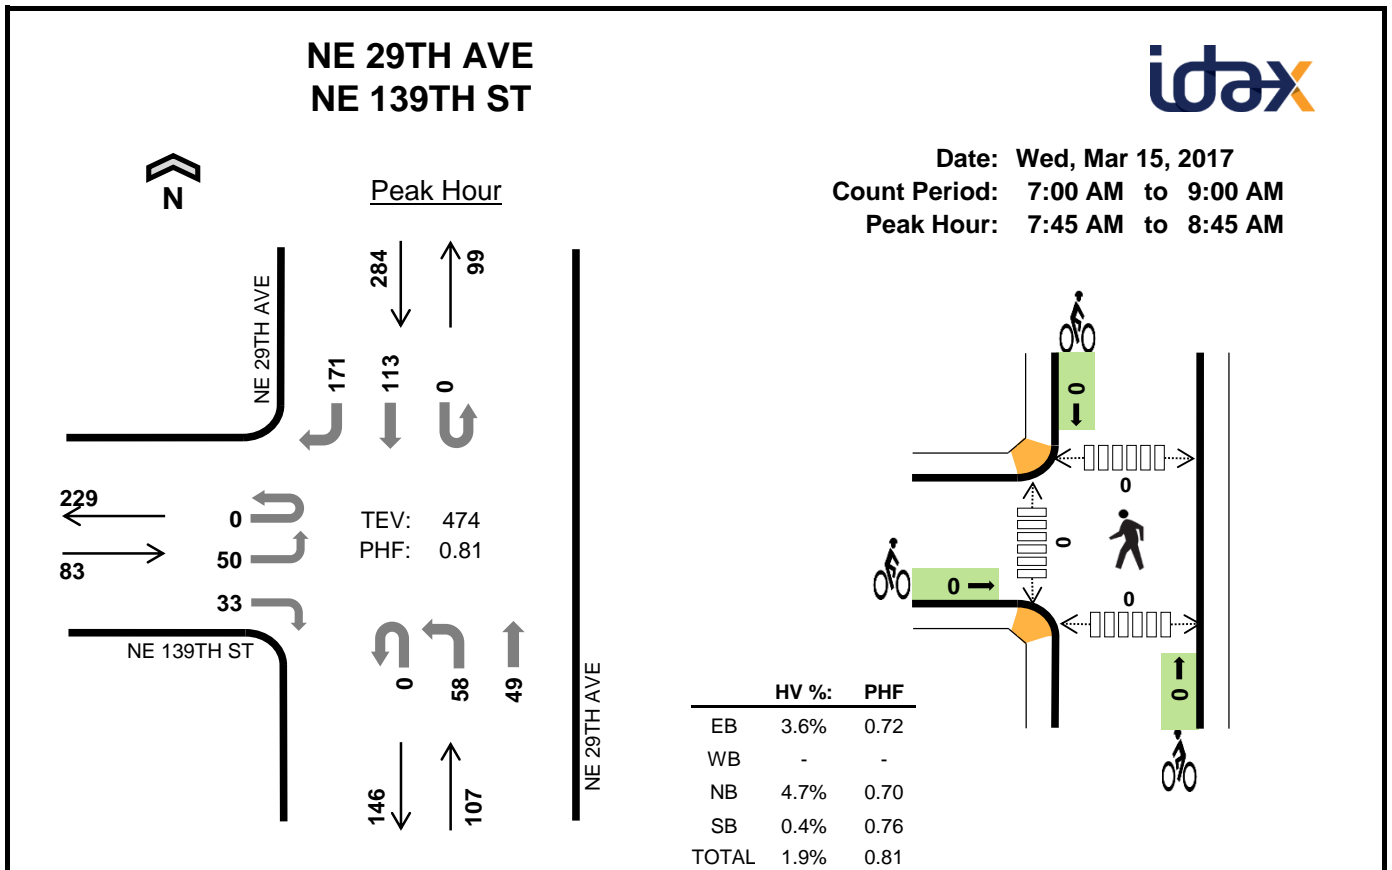 NE 29TH AVE
NE 139TH ST
idax
Date: Wed, Mar 15, 2017
Count Period: 7:00 AM to 9:00 AM
Peak Hour: 7:45 AM to 8:45 AM
N
Peak Hour
284
99
NE 29TH AVE
171
113
0
229
83
0
50
33
TEV: 474
PHF: 0.81
NE 139TH ST
0
58
49
NE 29TH AVE
146
107
0
0
0
0
0
0
HV %: PHF
EB 3.6% 0.72
WB - -
NB 4.7% 0.70
SB 0.4% 0.76
TOTAL 1.9% 0.81